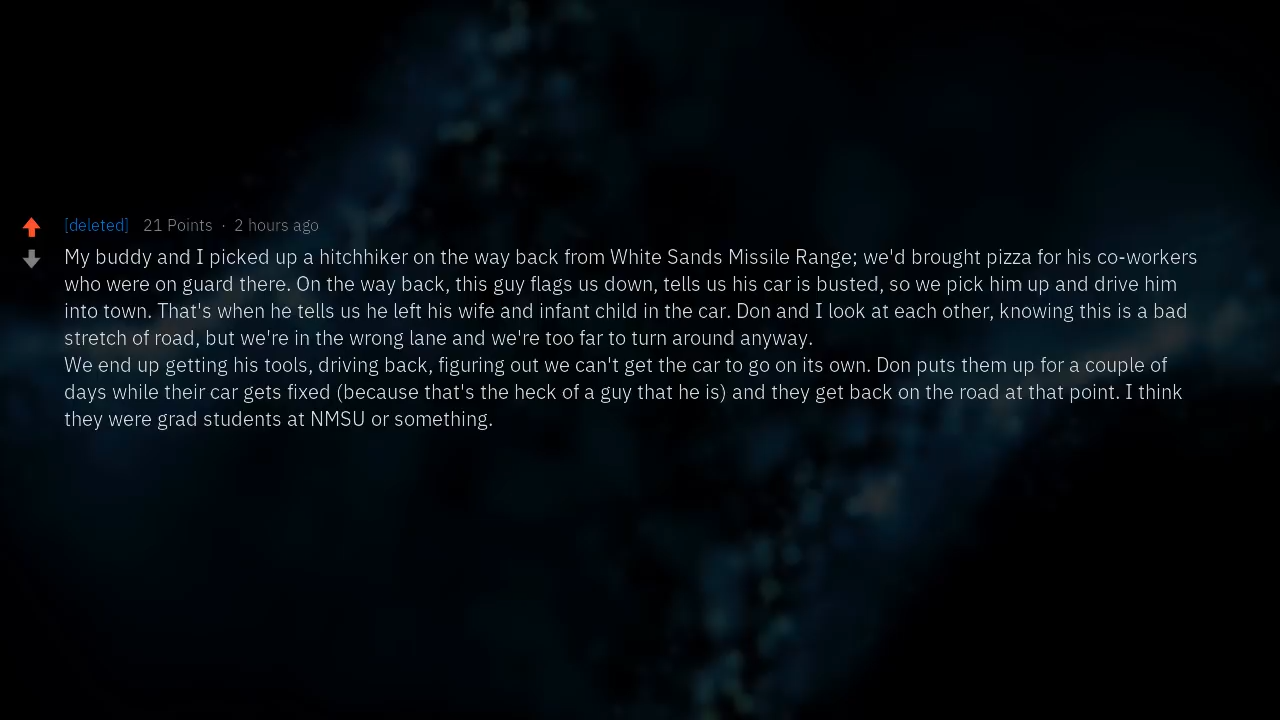 [deleted] 21 Points · 2 hours ago
My buddy and I picked up a hitchhiker on the way back from White Sands Missile Range; we'd brought pizza for his co-workers
who were on guard there. On the way back, this guy flags us down, tells us his car is busted, so we pick him up and drive him
into town. That's when he tells us he left his wife and infant child in the car. Don and I look at each other, knowing this is a bad
stretch of road, but we're in the wrong lane and we're too far to turn around anyway.
We end up getting his tools, driving back, figuring out we can't get the car to go on its own. Don puts them up for a couple of
days while their car gets fixed (because that's the heck of a guy that he is) and they get back on the road at that point. I think
they were grad students at NMSU or something.